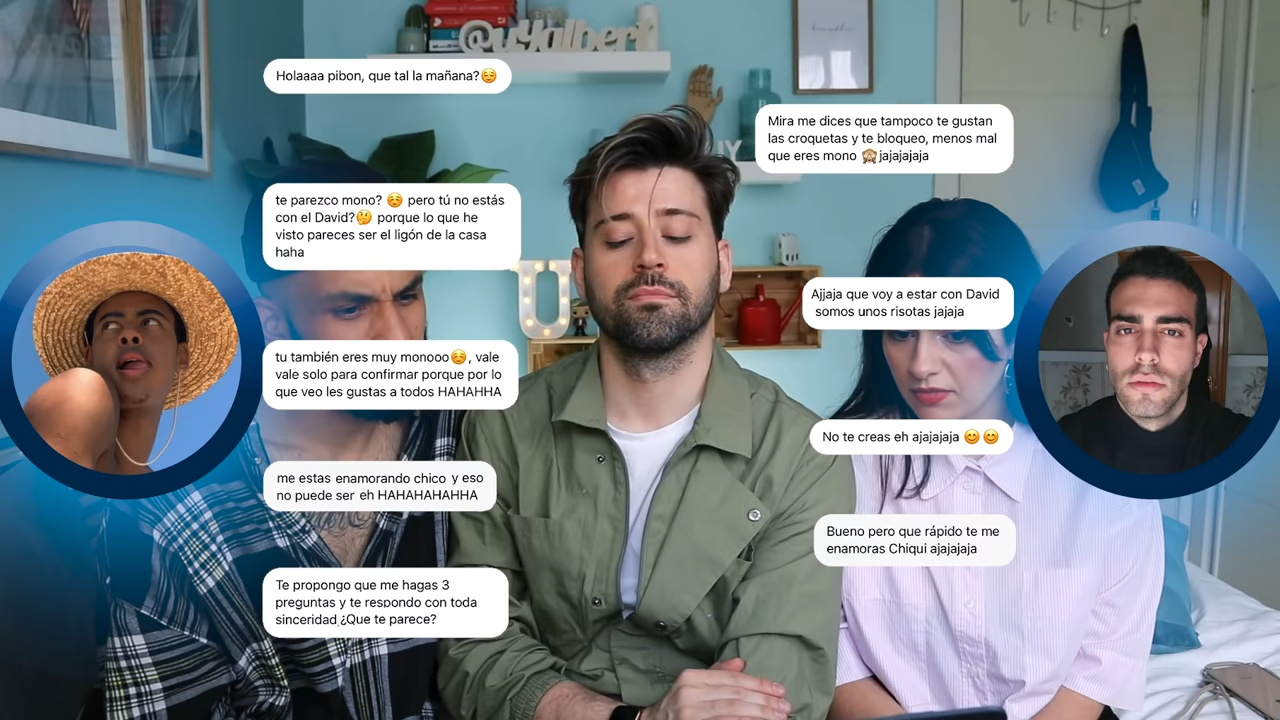 @uyalbert
Holaaaa pibon, que tal la mañana?☺️
Mira me dices que tampoco te gustan
las croquetas y te bloqueo, menos mal
que eres mono 🙈jajajajaja
te parezco mono? ☺️ pero tú no estás
con el David?🤔 porque lo que he
visto pareces ser el ligón de la casa
haha
Ajjaja que voy a estar con David
somos unos risotas jajaja
tu también eres muy monooo☺️, vale
vale solo para confirmar porque por lo
que veo les gustas a todos HAHAHHA
No te creas eh ajajajaja 😊 😊
me estas enamorando chico y eso
no puede ser eh HAHAHAHAHHA
Bueno pero que rápido te me
enamoras Chiqui ajajajaja
Te propongo que me hagas 3
preguntas y te respondo con toda
sinceridad ¿Que te parece?
U